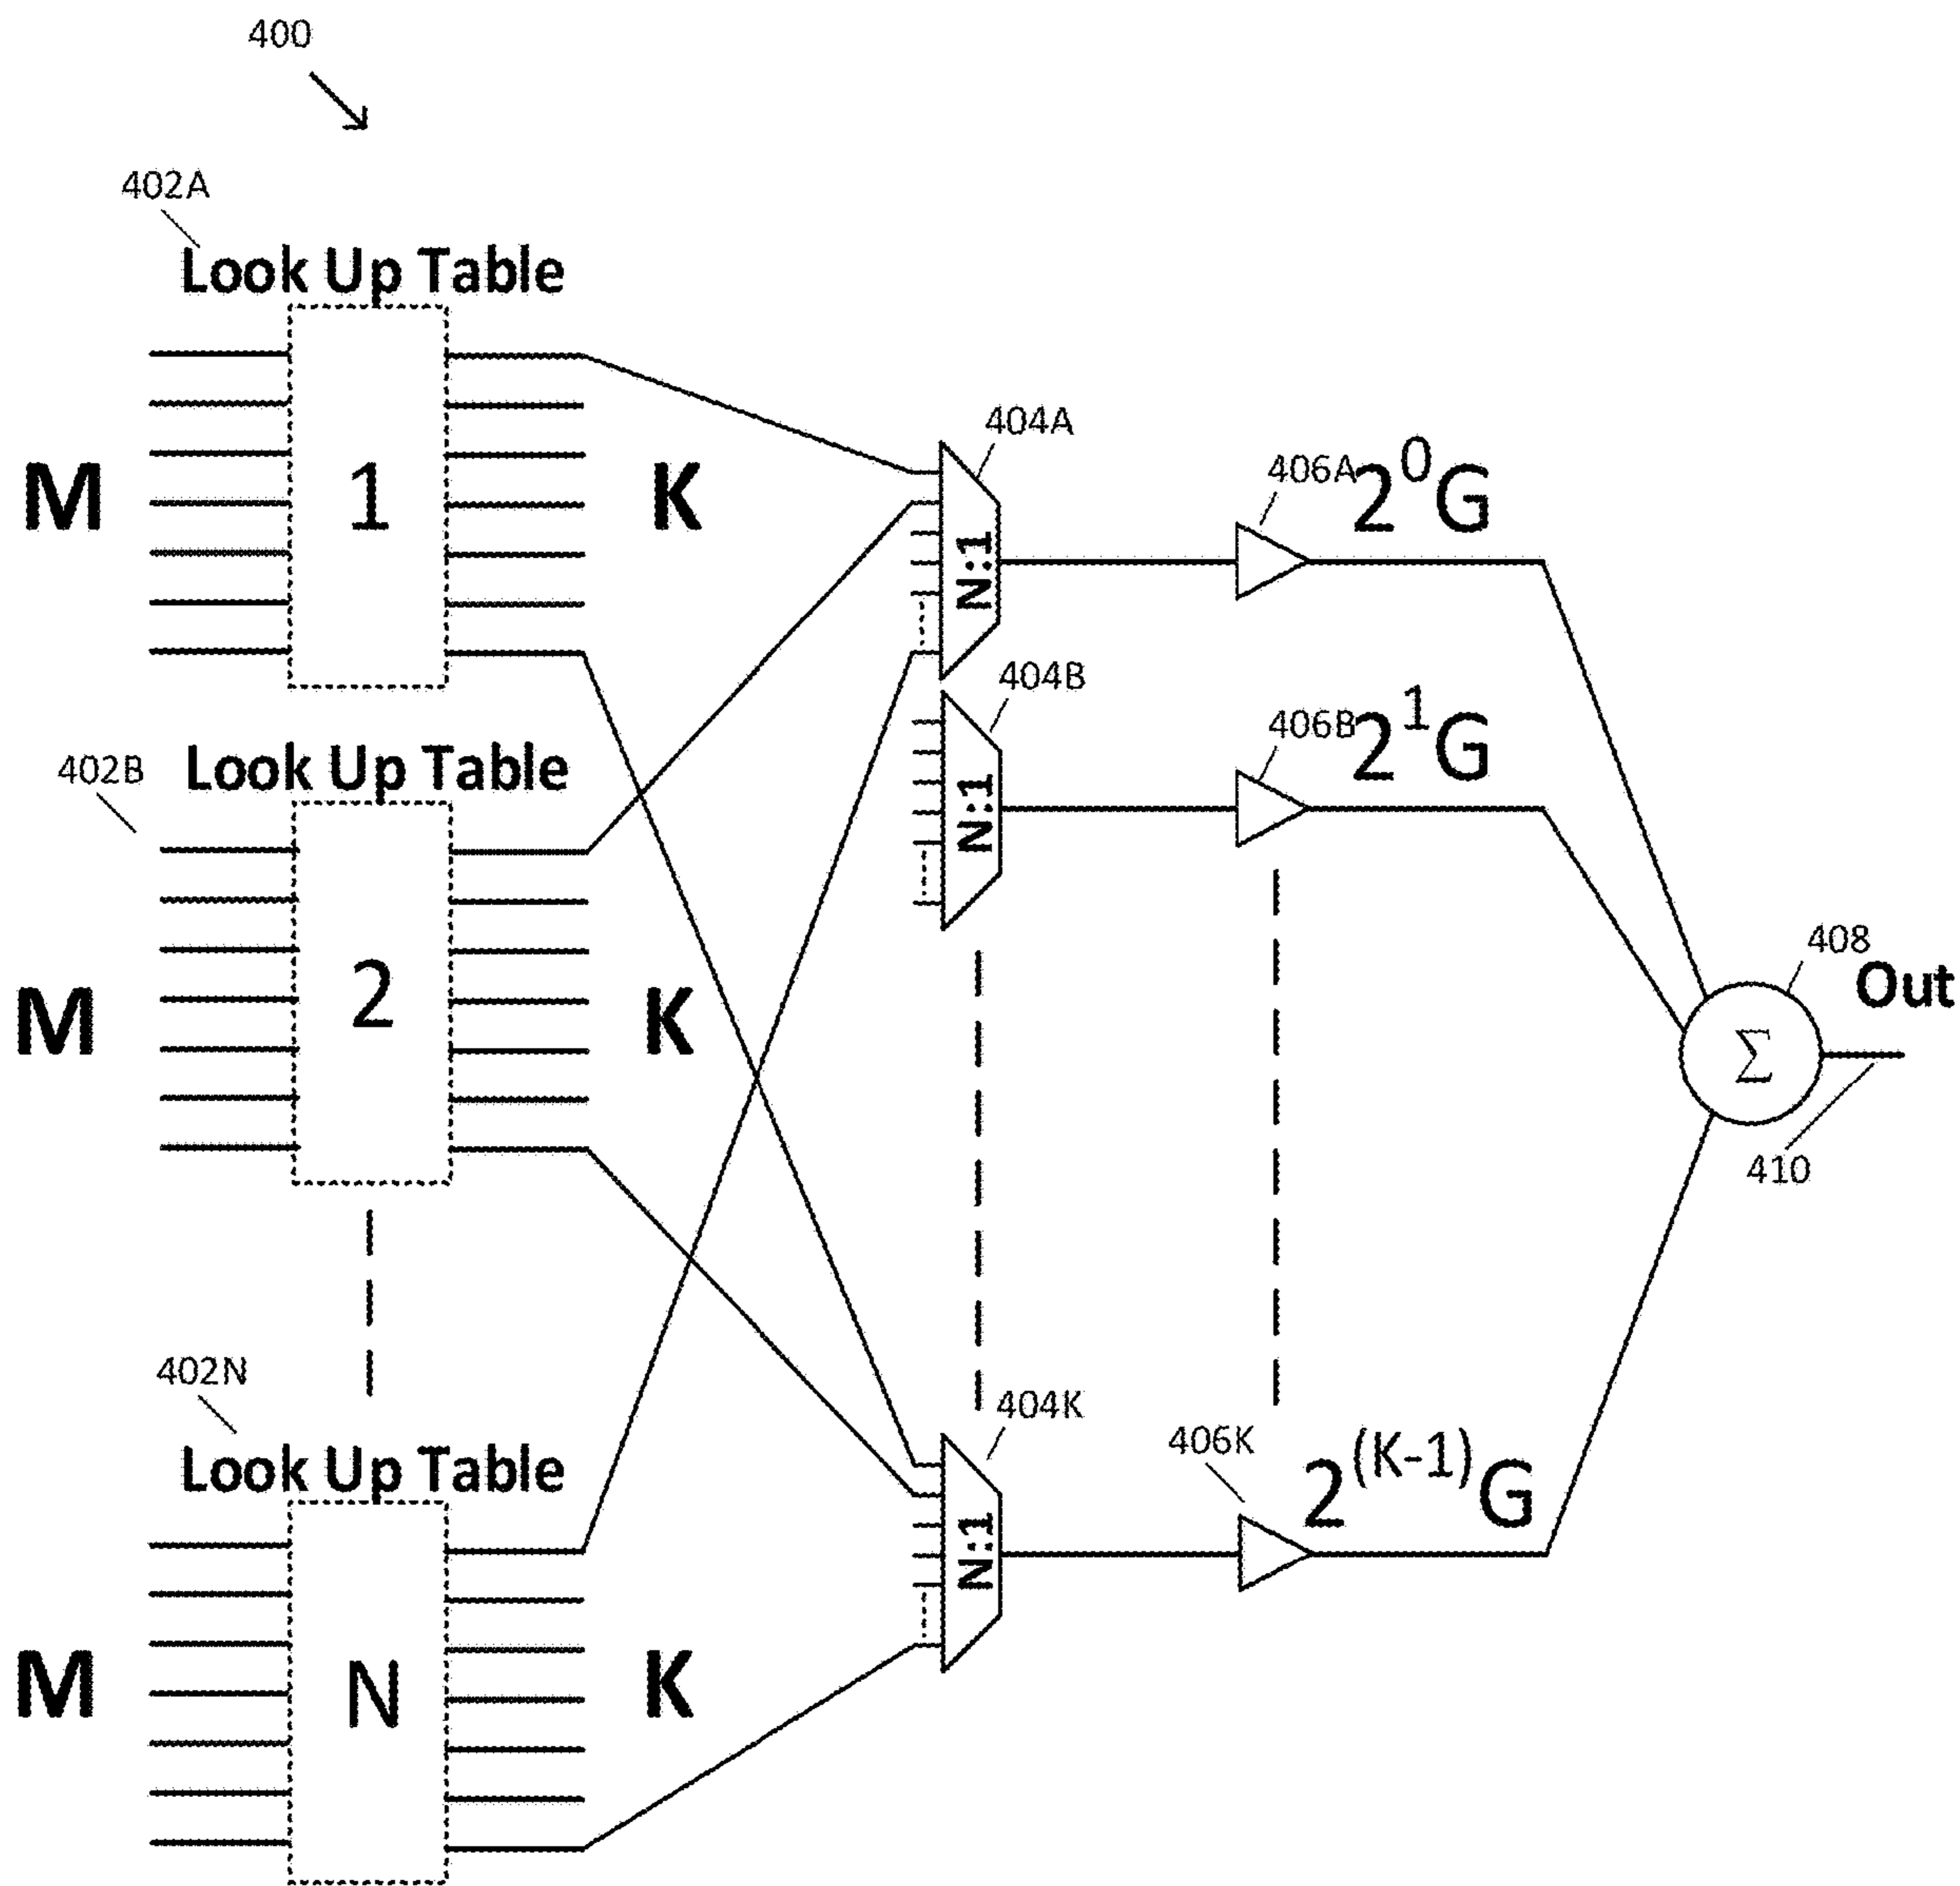 400
402A
Look Up Table
M
1
K
404A
N:1
406A
2^0G
402B
Look Up Table
M
2
K
404B
N:1
406B
2^1G
408
Out
Σ
410
402N
Look Up Table
M
N
K
404K
N:1
406K
2^(K-1)G